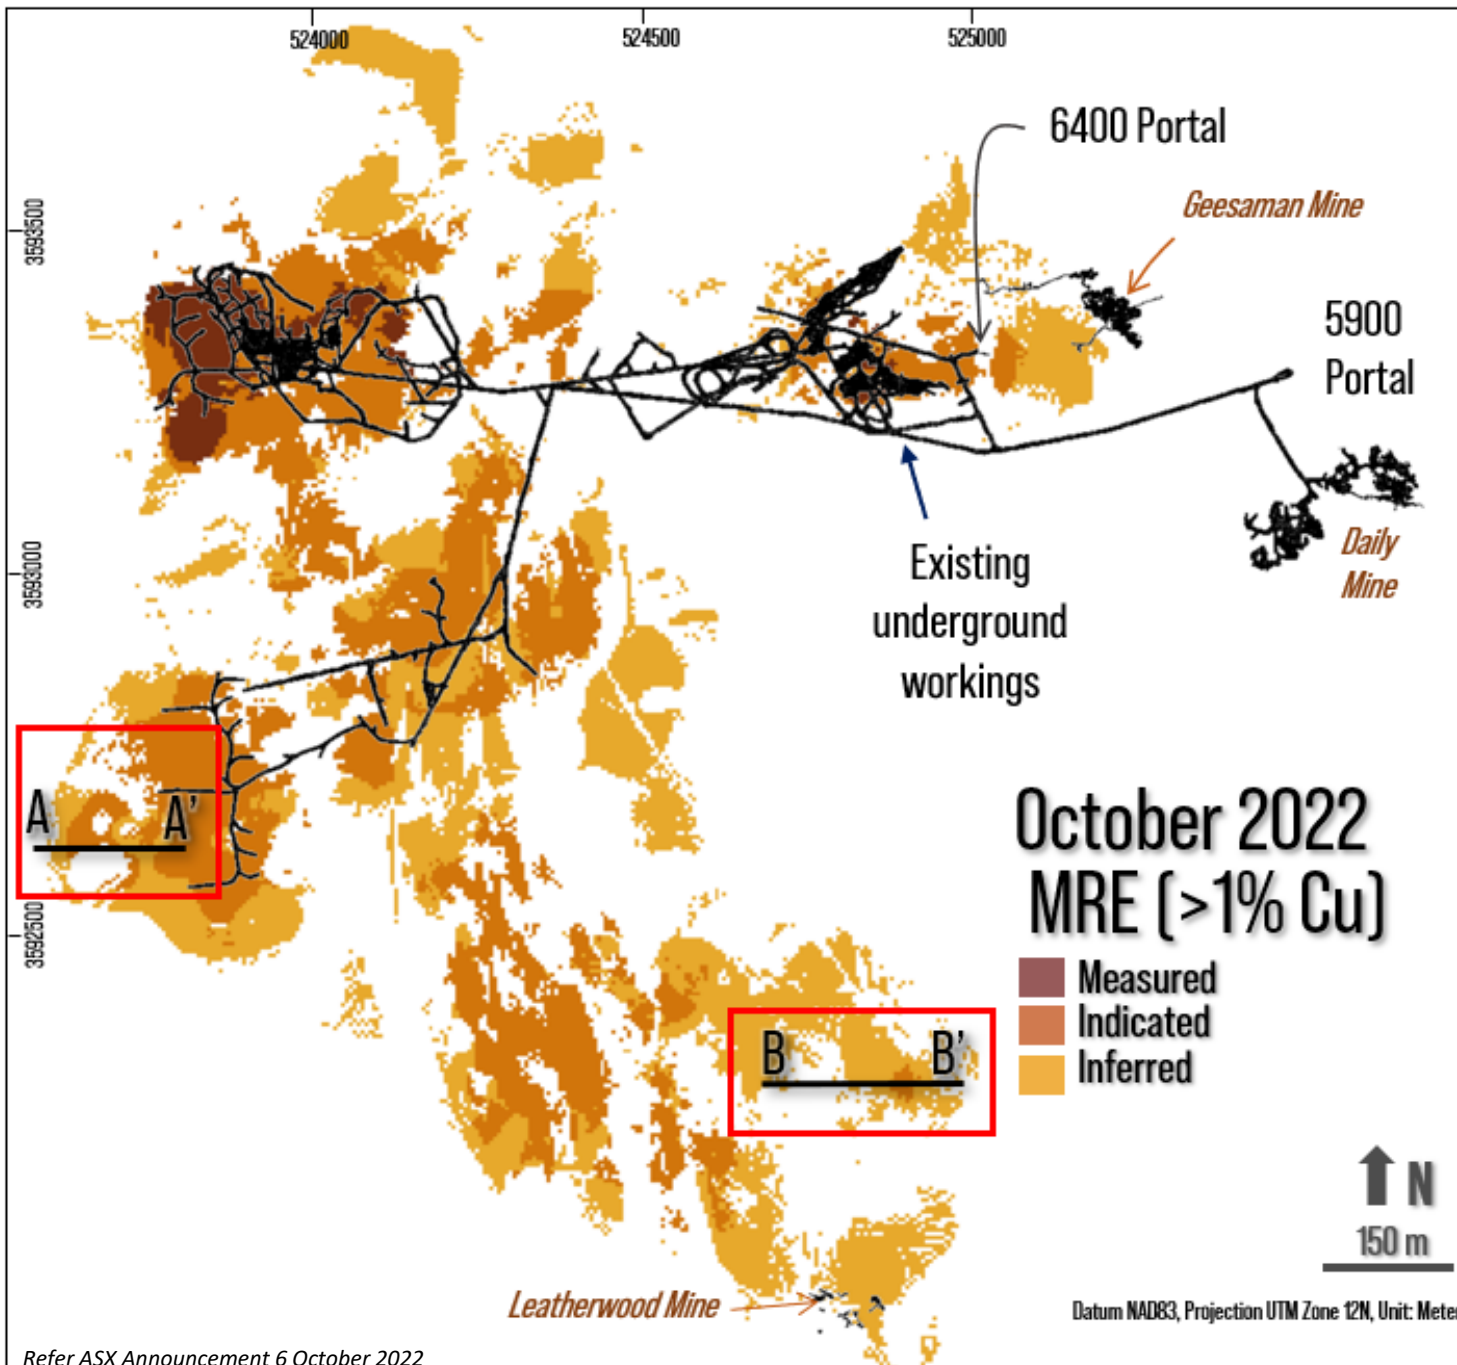 524000
524500
525000
6400 Portal
Geesaman Mine
3593500
5900
Portal
Daily
Mine
Existing
underground
workings
3593000
A
A’
October 2022
MRE (>1% Cu)
Measured
Indicated
Inferred
3592500
B
B’
N
150 m
Leatherwood Mine
Datum NAD83, Projection UTM Zone 12N, Unit: Meter
Refer ASX Announcement 6 October 2022